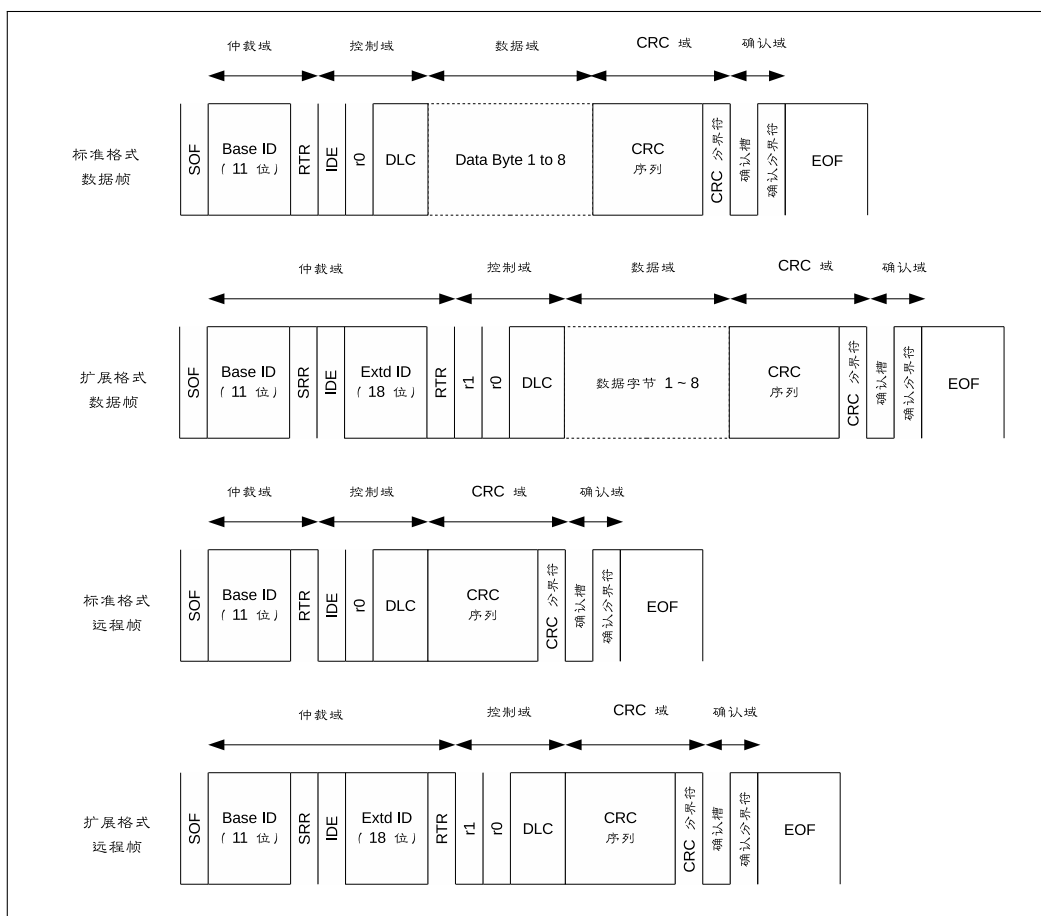 仲裁域 控制域 数据域 CRC 域 确认域
标准格式
数据帧
SOF
Base ID
（ 11 位）
RTR
IDE
r0
DLC
Data Byte 1 to 8
CRC
序列
CRC 分界符
确认槽
确认分界符
EOF
仲裁域 控制域 数据域 CRC 域 确认域
扩展格式
数据帧
SOF
Base ID
（ 11 位）
SRR
IDE
Extd ID
（ 18 位）
RTR
r1
r0
DLC
数据字节 1 ~ 8
CRC
序列
CRC 分界符
确认槽
确认分界符
EOF
仲裁域 控制域 CRC 域 确认域
标准格式
远程帧
SOF
Base ID
（ 11 位）
RTR
IDE
r0
DLC
CRC
序列
CRC 分界符
确认槽
确认分界符
EOF
仲裁域 控制域 CRC 域 确认域
扩展格式
远程帧
SOF
Base ID
（ 11 位）
SRR
IDE
Extd ID
（ 18 位）
RTR
r1
r0
DLC
CRC
序列
CRC 分界符
确认槽
确认分界符
EOF